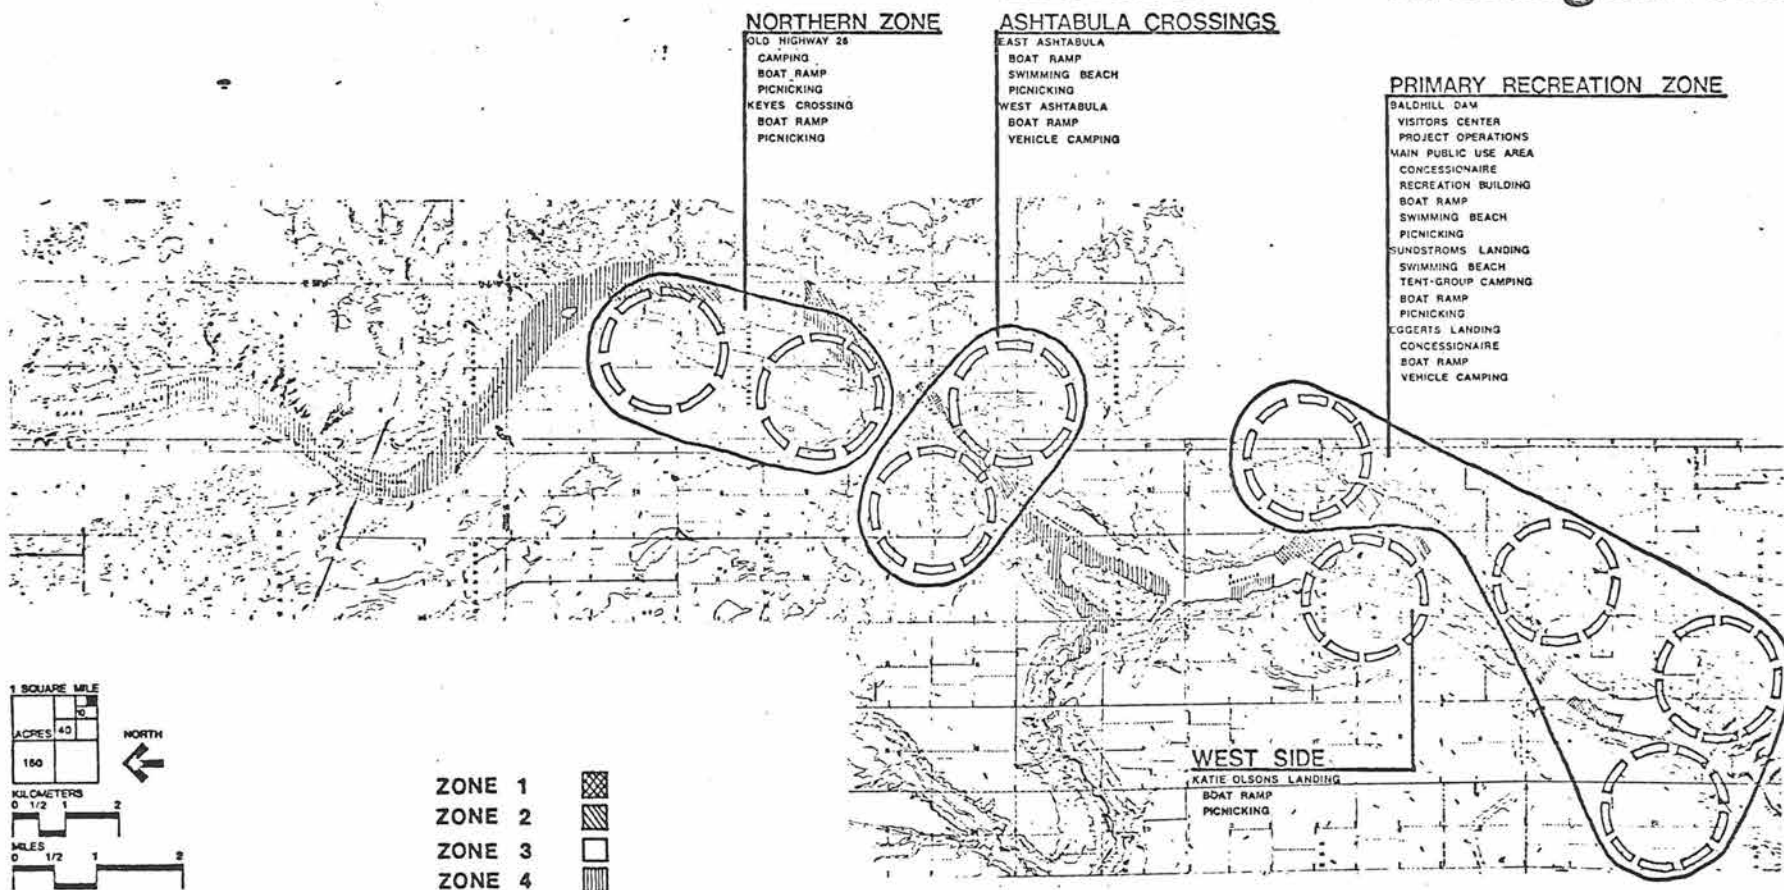 NORTHERN ZONE
OLD HIGHWAY 26
CAMPING
BOAT RAMP
PICNICKING
KEYES CROSSING
BOAT RAMP
PICNICKING
ASHTABULA CROSSINGS
EAST ASHTABULA
BOAT RAMP
SWIMMING BEACH
PICNICKING
WEST ASHTABULA
BOAT RAMP
VEHICLE CAMPING
PRIMARY RECREATION ZONE
BALDHILL DAM
VISITORS CENTER
PROJECT OPERATIONS
MAIN PUBLIC USE AREA
CONCESSIONAIRE
RECREATION BUILDING
BOAT RAMP
SWIMMING BEACH
PICNICKING
SUNDSTROMS LANDING
SWIMMING BEACH
TENT-GROUP CAMPING
BOAT RAMP
PICNICKING
EGGERTS LANDING
CONCESSIONAIRE
BOAT RAMP
VEHICLE CAMPING
WEST SIDE
KATIE OLSONS LANDING
BOAT RAMP
PICNICKING
1 SQUARE MILE
10
ACRES 40
160
NORTH
KILOMETERS
0 1/2 1 2
MILES
0 1/2 1 2
ZONE 1
ZONE 2
ZONE 3
ZONE 4